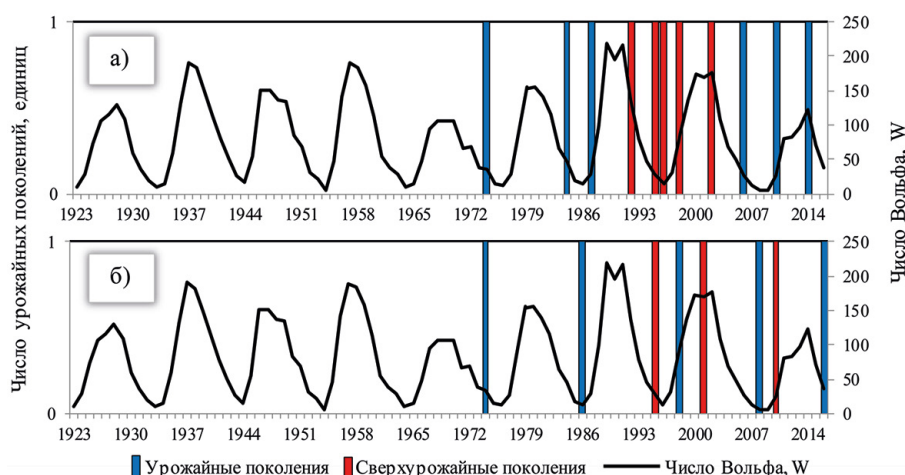 Число урожайных поколений, единиц
1
0
а)
250
200
150
100
50
0
1923 1930 1937 1944 1951 1958 1965 1972 1979 1986 1993 2000 2007 2014
1
0
б)
250
200
150
100
50
0
1923 1930 1937 1944 1951 1958 1965 1972 1979 1986 1993 2000 2007 2014
Число Вольфа, W
Урожайные поколения Сверхурожайные поколения Число Вольфа, W